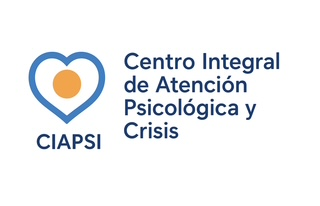 Centro Integral
de Atención
Psicológica y
Crisis
CIAPSI